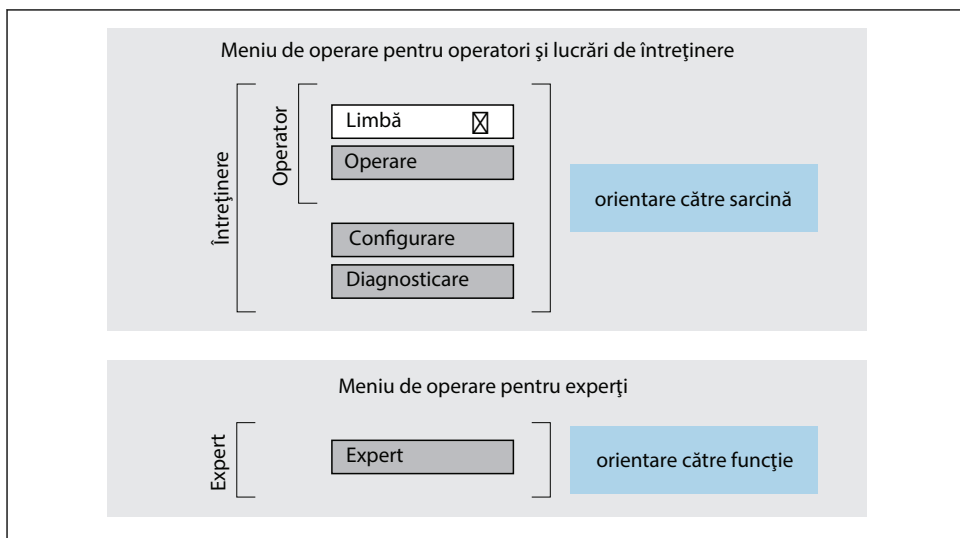 Meniu de operare pentru operatori şi lucrări de întreţinere
Întreţinere
Operator
Limbă
Operare
Configurare
Diagnosticare
orientare către sarcină
Meniu de operare pentru experţi
Expert
Expert
orientare către funcţie